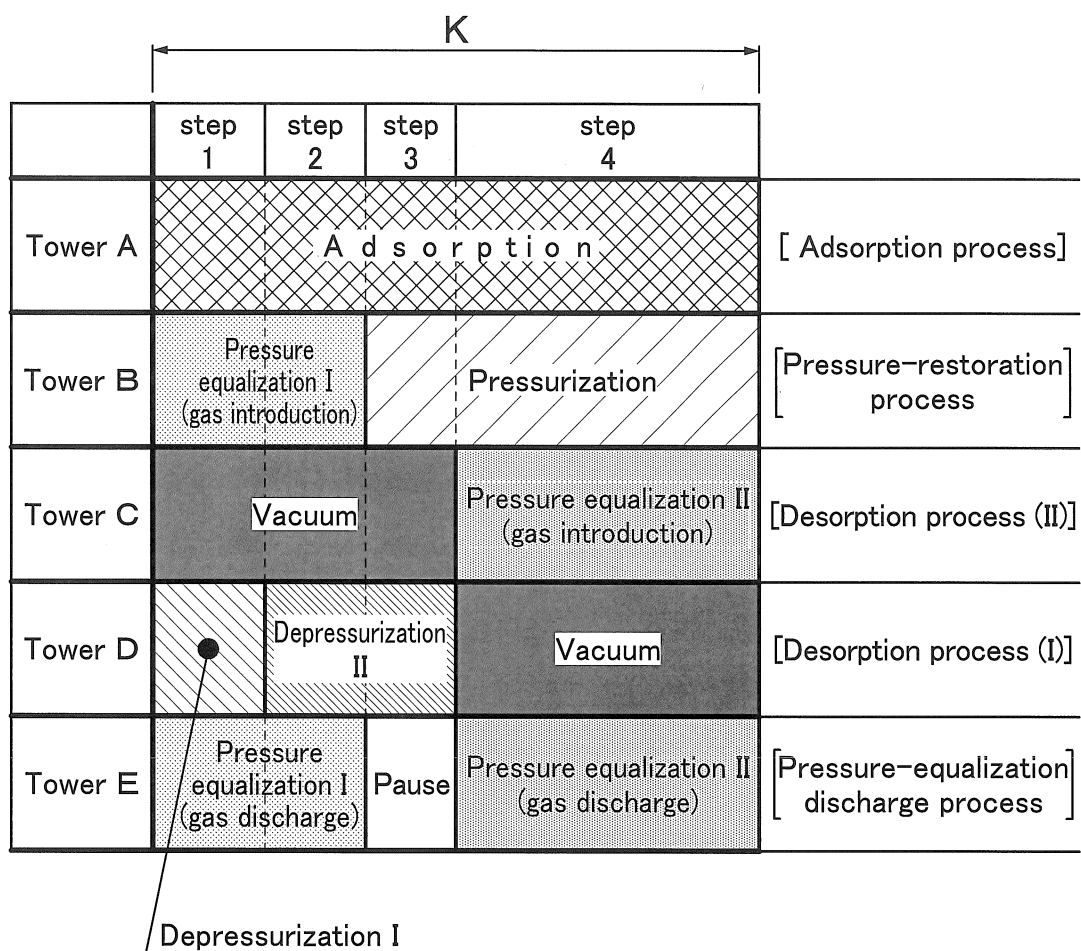 K
step 1
step 2
step 3
step 4
Tower A
Adsorption
[ Adsorption process]
Tower B
Pressure
equalization I
(gas introduction)
Pressurization
[Pressure-restoration
process]
Tower C
Vacuum
Pressure equalization II
(gas introduction)
[Desorption process (II)]
Tower D
Depressurization
II
Vacuum
[Desorption process (I)]
Tower E
Pressure
equalization I
(gas discharge)
Pause
Pressure equalization II
(gas discharge)
[Pressure-equalization
discharge process]
Depressurization I